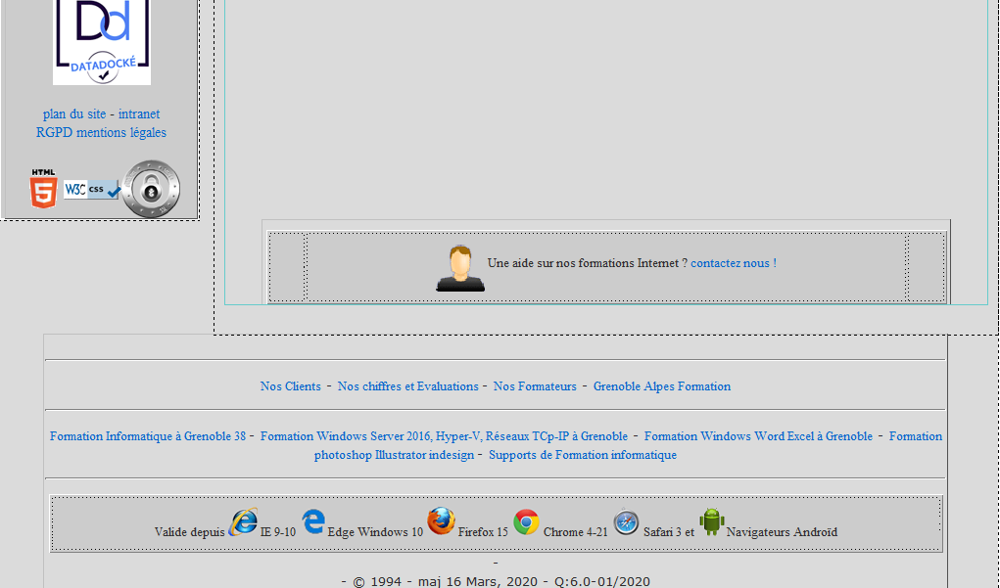 Dd
DATADOCKÉ
plan du site - intranet
RGPD mentions légales
HTML
5
W3C css
Une aide sur nos formations Internet ? contactez nous !
Nos Clients - Nos chiffres et Evaluations - Nos Formateurs - Grenoble Alpes Formation
Formation Informatique à Grenoble 38 - Formation Windows Server 2016, Hyper-V, Réseaux TCp-IP à Grenoble - Formation Windows Word Excel à Grenoble - Formation
photoshop Illustrator indesign - Supports de Formation informatique
Valide depuis IE 9-10 Edge Windows 10 Firefox 15 Chrome 4-21 Safari 3 et Navigateurs Androïd
-
- © 1994 - maj 16 Mars, 2020 - Q:6.0-01/2020